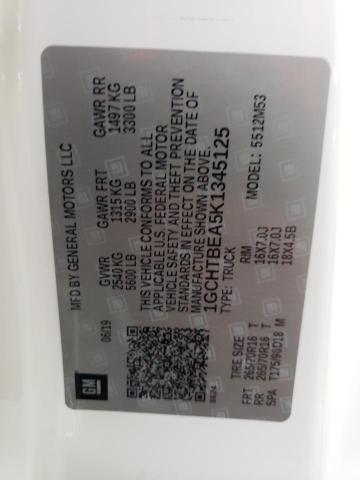 GM
MFD BY GENERAL MOTORS LLC
06/19
GVWR
2540 KG
5600 LB
GAWR FRT
1315 KG
2900 LB
GAWR RR
1497 KG
3300 LB
THIS VEHICLE CONFORMS TO ALL
APPLICABLE U.S. FEDERAL MOTOR
VEHICLE SAFETY AND THEFT PREVENTION
STANDARDS IN EFFECT ON THE DATE OF
MANUFACTURE SHOWN ABOVE.
1GCHTBEA5K1345125
TYPE: TRUCK
MODEL: 5512M53
TIRE SIZE RIM
FRT 265/70R16 T 16X7.0J
RR 265/70R16 T 16X7.0J
SPA T175/90D18 M 18X4.5B